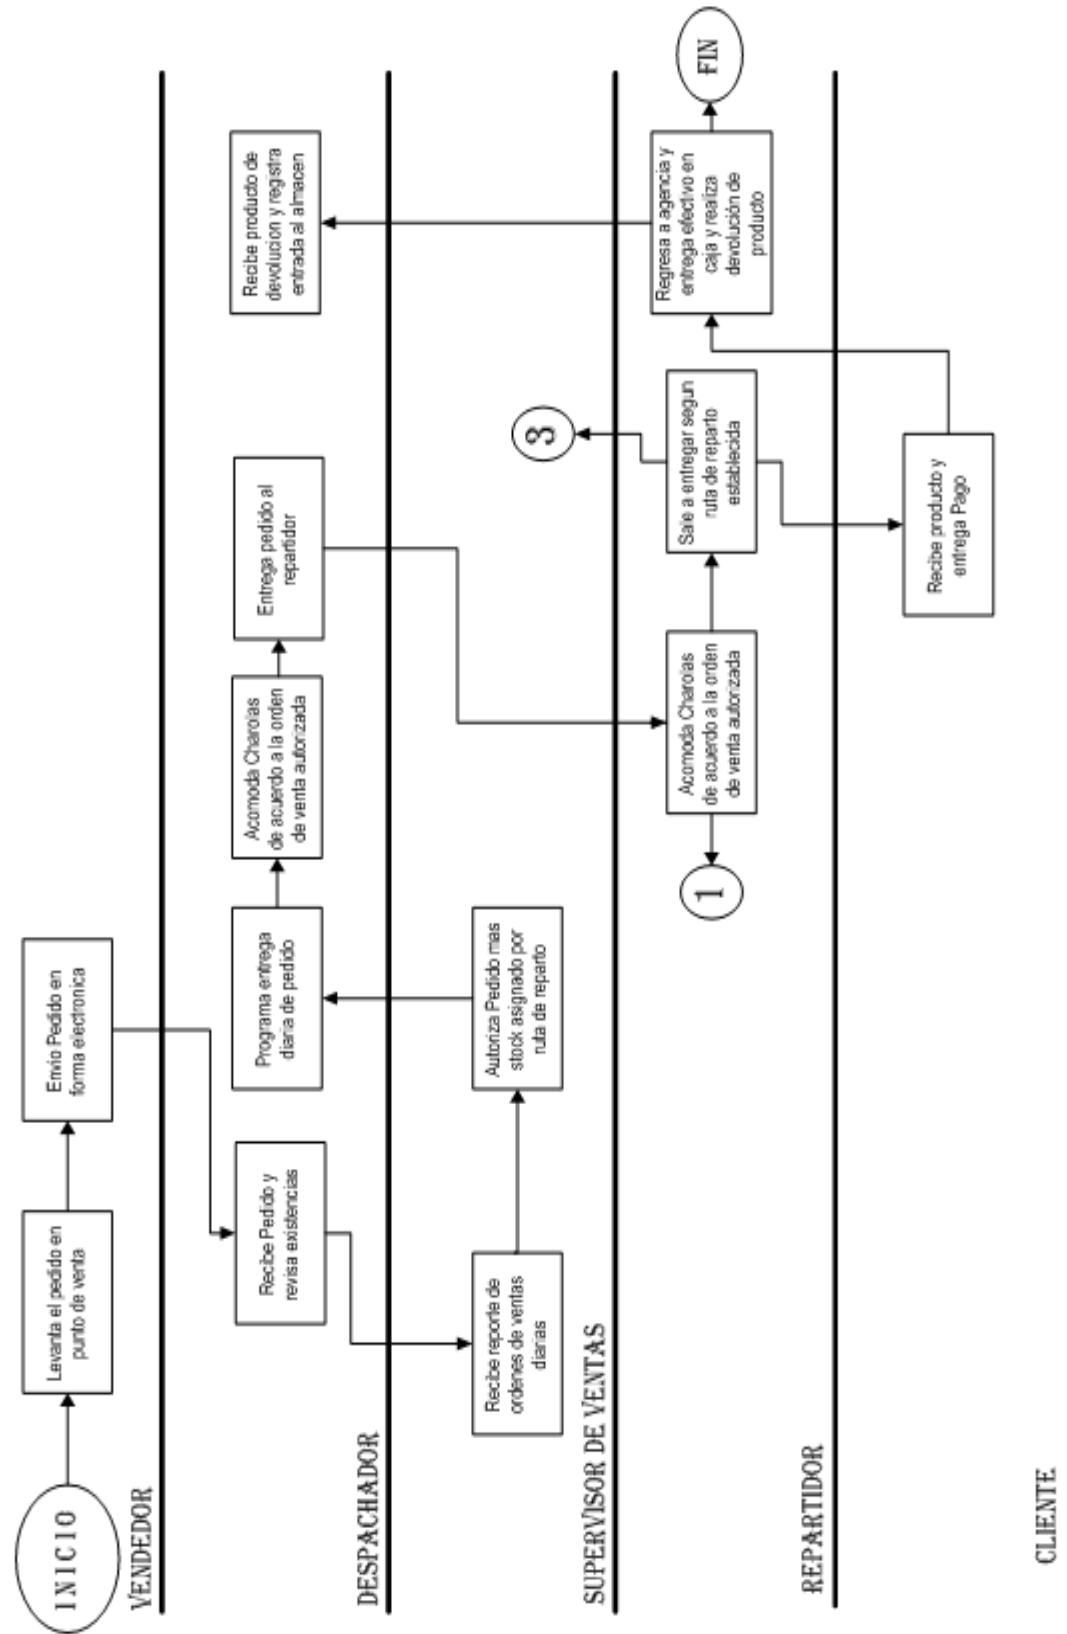 INICIO
Levanta el pedido en
punto de venta
Envio Pedido en
forma electronica
VENDEDOR
Recibe Pedido y
revisa existencias
Programa entrega
diaria de pedido
Acomoda Charolas
de acuerdo a la orden
de venta autorizada
Entrega pedido al
repartidor
Recibe producto de
devolucion y registra
entrada al almacen
DESPACHADOR
Recibe reporte de
ordenes de ventas
diarias
Autoriza Pedido mas
stock asignado por
ruta de reparto
3
SUPERVISOR DE VENTAS
1
Acomoda Charolas
de acuerdo a la orden
de venta autorizada
Sale a entregar segun
ruta de reparto
establecida
Regresa a agencia y
entrega efectivo en
caja y realiza
devolución de
producto
FIN
REPARTIDOR
Recibe producto y
entrega Pago
CLIENTE